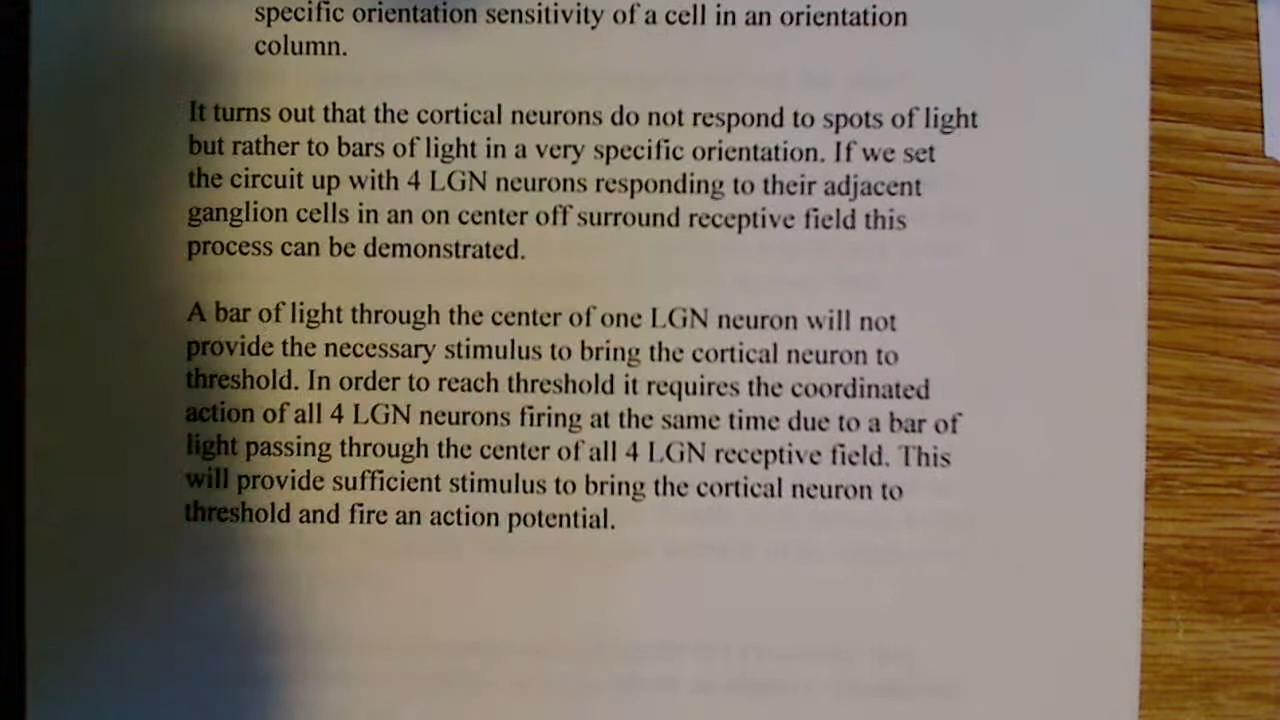 specific orientation sensitivity of a cell in an orientation
column.
It turns out that the cortical neurons do not respond to spots of light
but rather to bars of light in a very specific orientation. If we set
the circuit up with 4 LGN neurons responding to their adjacent
ganglion cells in an on center off surround receptive field this
process can be demonstrated.
A bar of light through the center of one LGN neuron will not
provide the necessary stimulus to bring the cortical neuron to
threshold. In order to reach threshold it requires the coordinated
action of all 4 LGN neurons firing at the same time due to a bar of
light passing through the center of all 4 LGN receptive field. This
will provide sufficient stimulus to bring the cortical neuron to
threshold and fire an action potential.